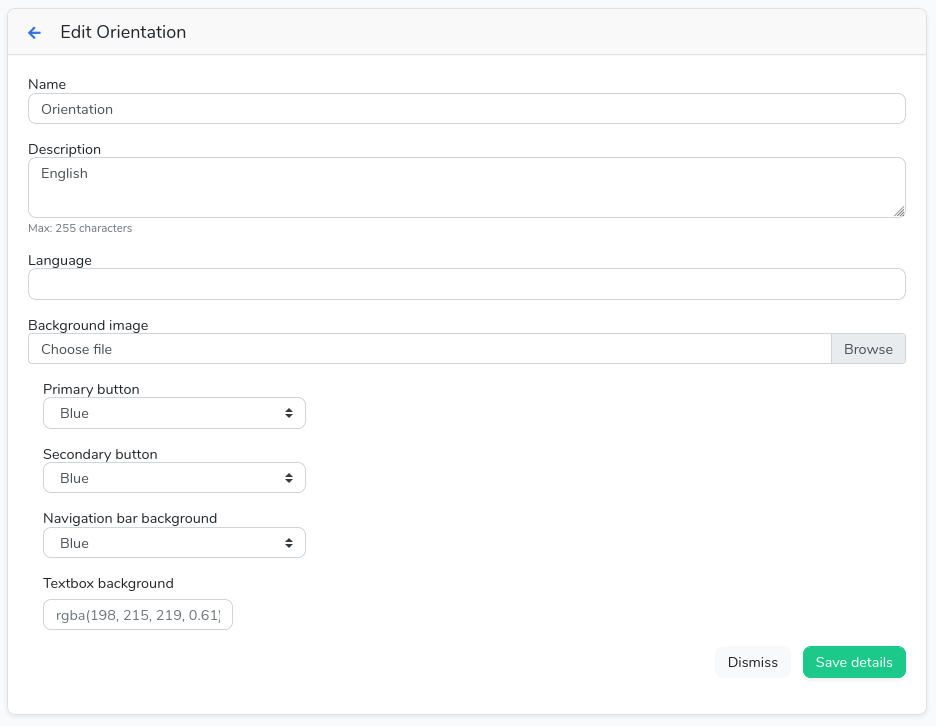 Edit Orientation
Name
Orientation
Description
English
Max: 255 characters
Language
Background image
Choose file
Browse
Primary button
Blue
Secondary button
Blue
Navigation bar background
Blue
Textbox background
rgba(198, 215, 219, 0.61)
Dismiss
Save details